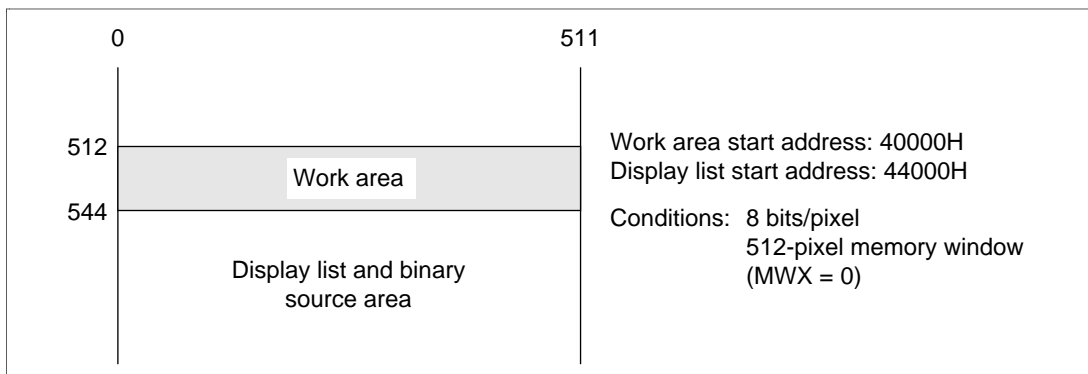 0 511
512
Work area
544
Display list and binary
source area
Work area start address: 40000H
Display list start address: 44000H
Conditions: 8 bits/pixel
512-pixel memory window
(MWX = 0)